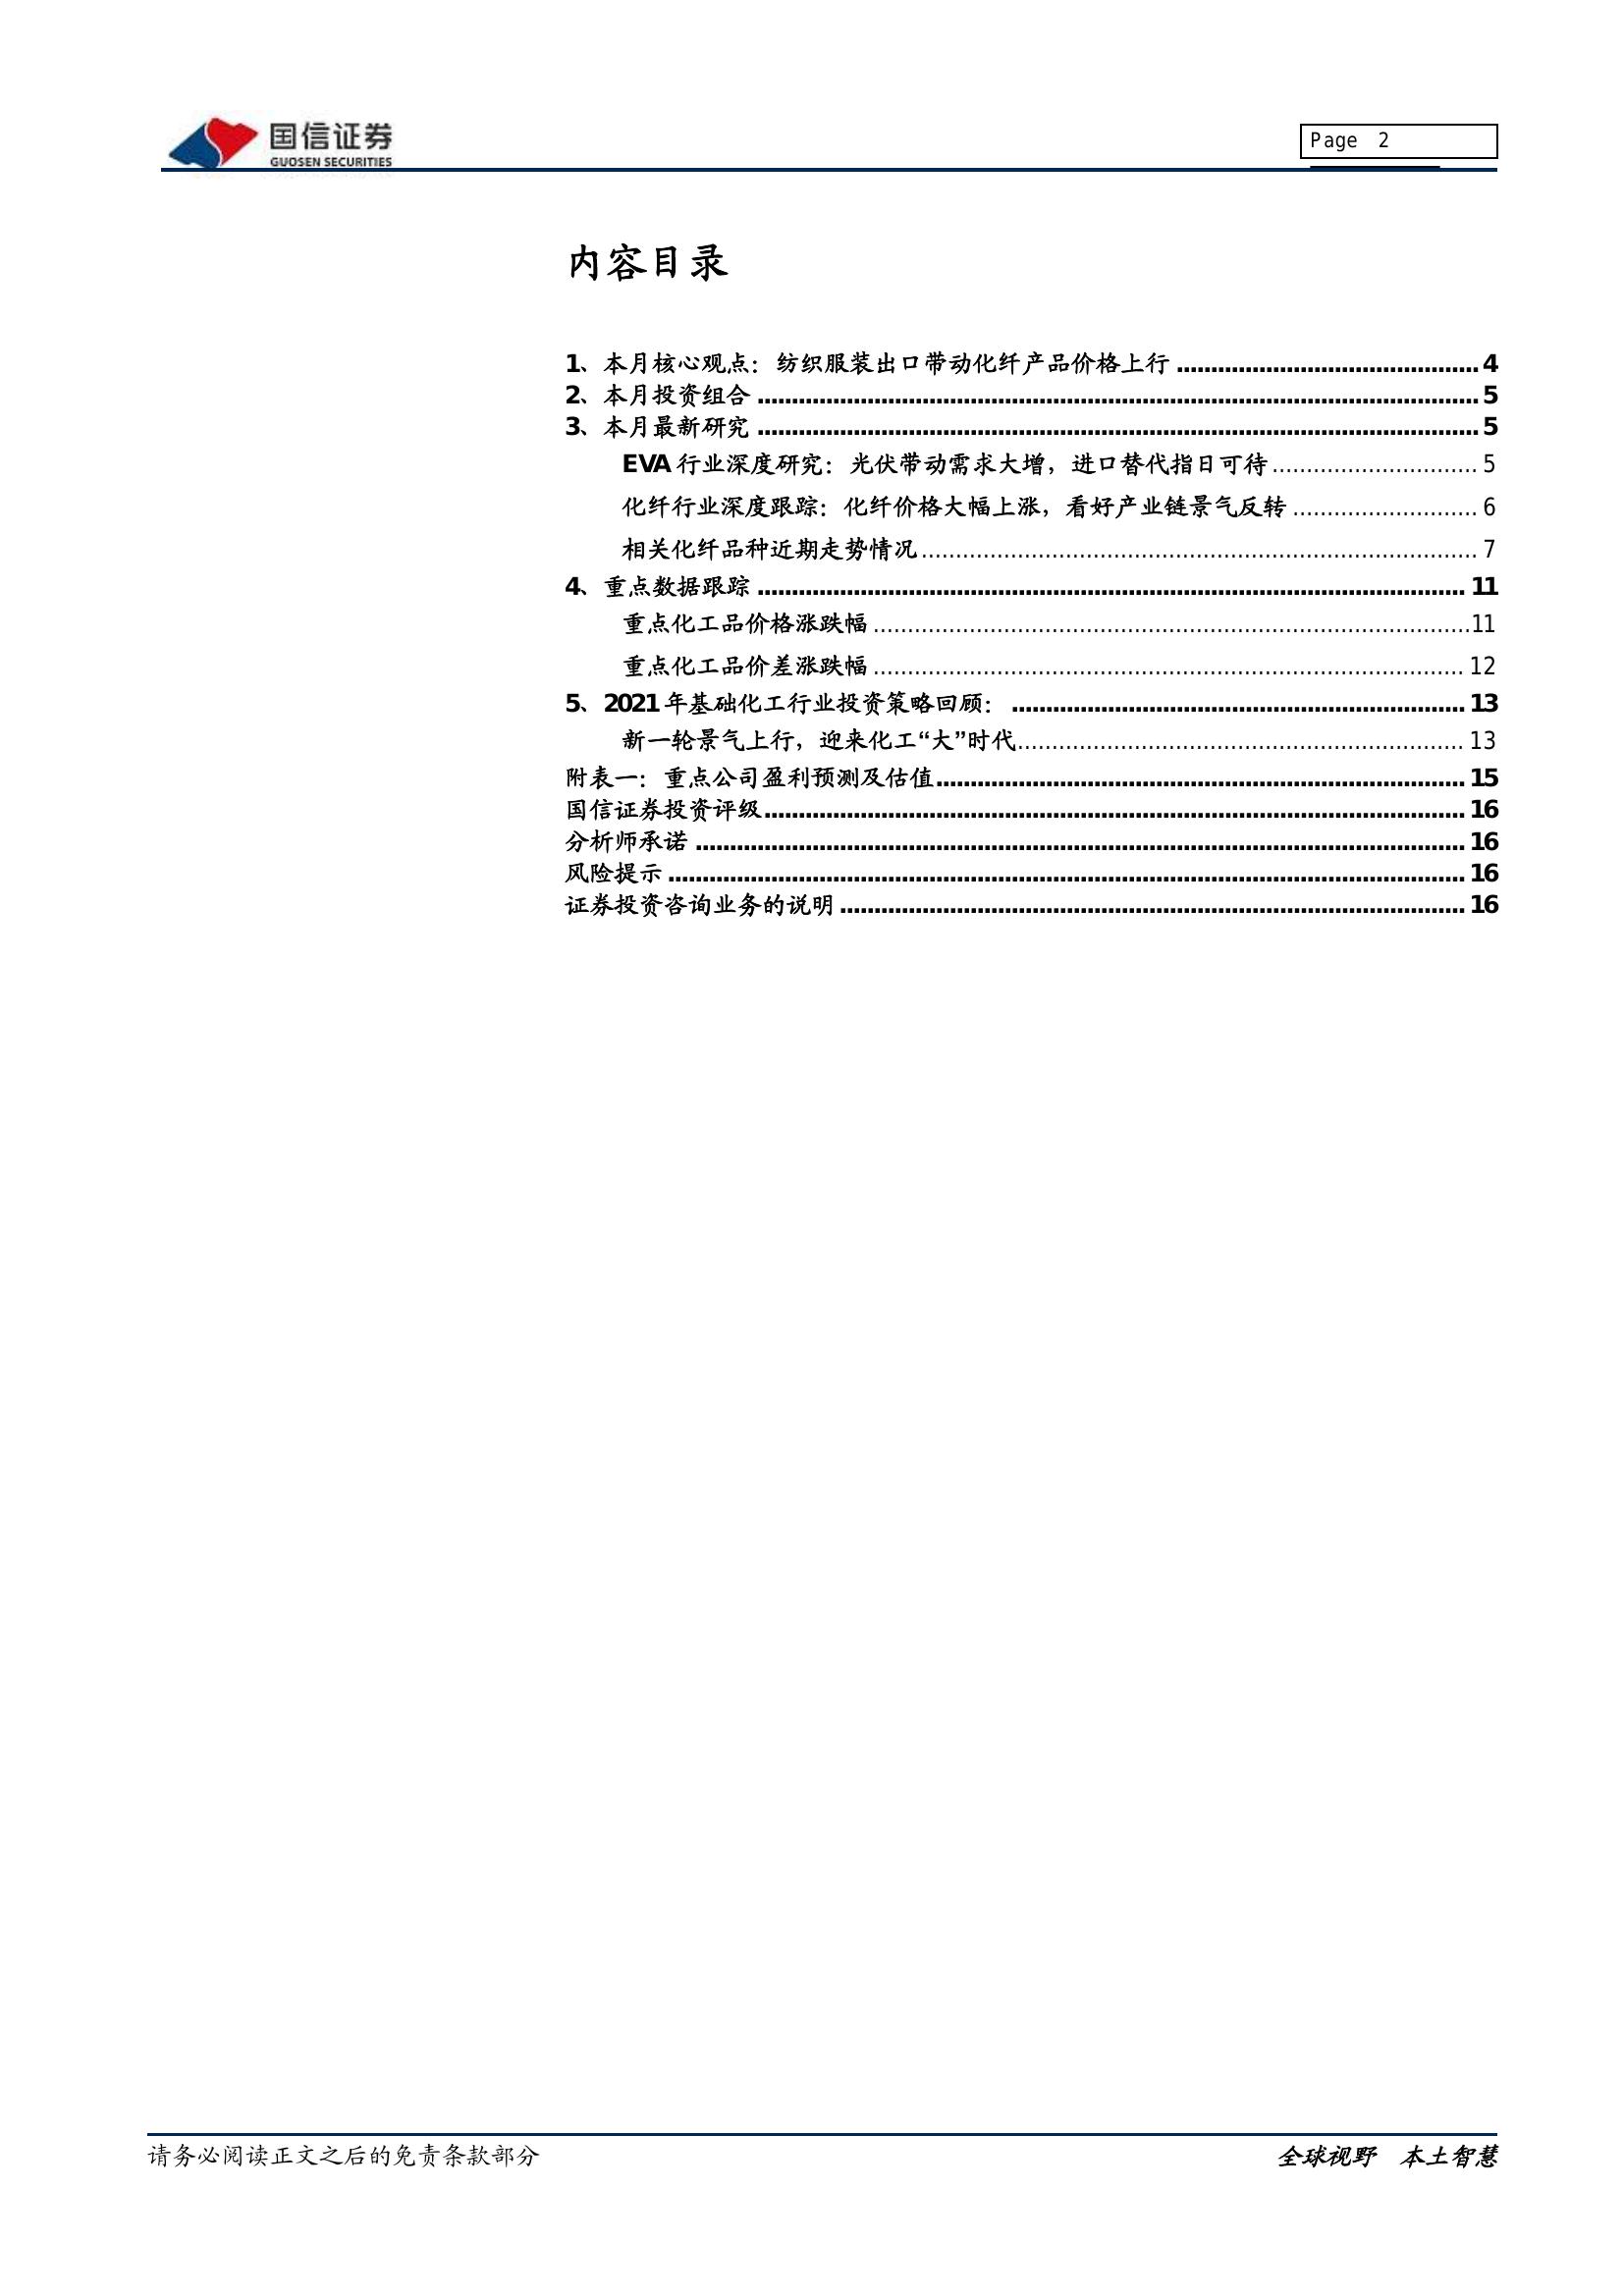 国信证券
GUOSEN SECURITIES
Page 2
内容目录
1、本月核心观点：纺织服装出口带动化纤产品价格上行 ............................................ 4
2、本月投资组合 ......................................................................................................... 5
3、本月最新研究 ......................................................................................................... 5
EVA 行业深度研究：光伏带动需求大增，进口替代指日可待 .............................. 5
化纤行业深度跟踪：化纤价格大幅上涨，看好产业链景气反转 ........................... 6
相关化纤品种近期走势情况 ................................................................................. 7
4、重点数据跟踪 ....................................................................................................... 11
重点化工品价格涨跌幅 ....................................................................................... 11
重点化工品价差涨跌幅 ...................................................................................... 12
5、2021 年基础化工行业投资策略回顾： .................................................................. 13
新一轮景气上行，迎来化工“大”时代 ................................................................. 13
附表一：重点公司盈利预测及估值 ............................................................................. 15
国信证券投资评级 ...................................................................................................... 16
分析师承诺 ................................................................................................................ 16
风险提示 .................................................................................................................... 16
证券投资咨询业务的说明 ........................................................................................... 16
请务必阅读正文之后的免责条款部分
全球视野 本土智慧